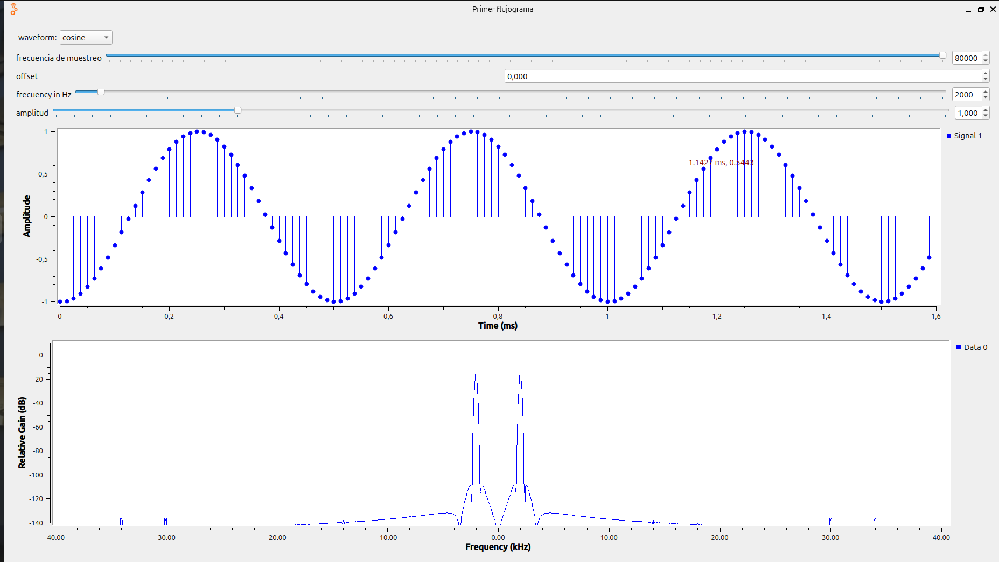 Primer flujograma
waveform: cosine
frecuencia de muestreo 80000
offset 0,000
frecuency in Hz 2000
amplitud 1,000
Signal 1
1
0,5
0
-0,5
-1
Amplitude
1.1427 ms, 0.5443
0 0,2 0,4 0,6 0,8 1 1,2 1,4 1,6
Time (ms)
Data 0
0
-20
-40
-60
-80
-100
-120
-140
Relative Gain (dB)
-40.00 -30.00 -20.00 -10.00 0.00 10.00 20.00 30.00 40.00
Frequency (kHz)